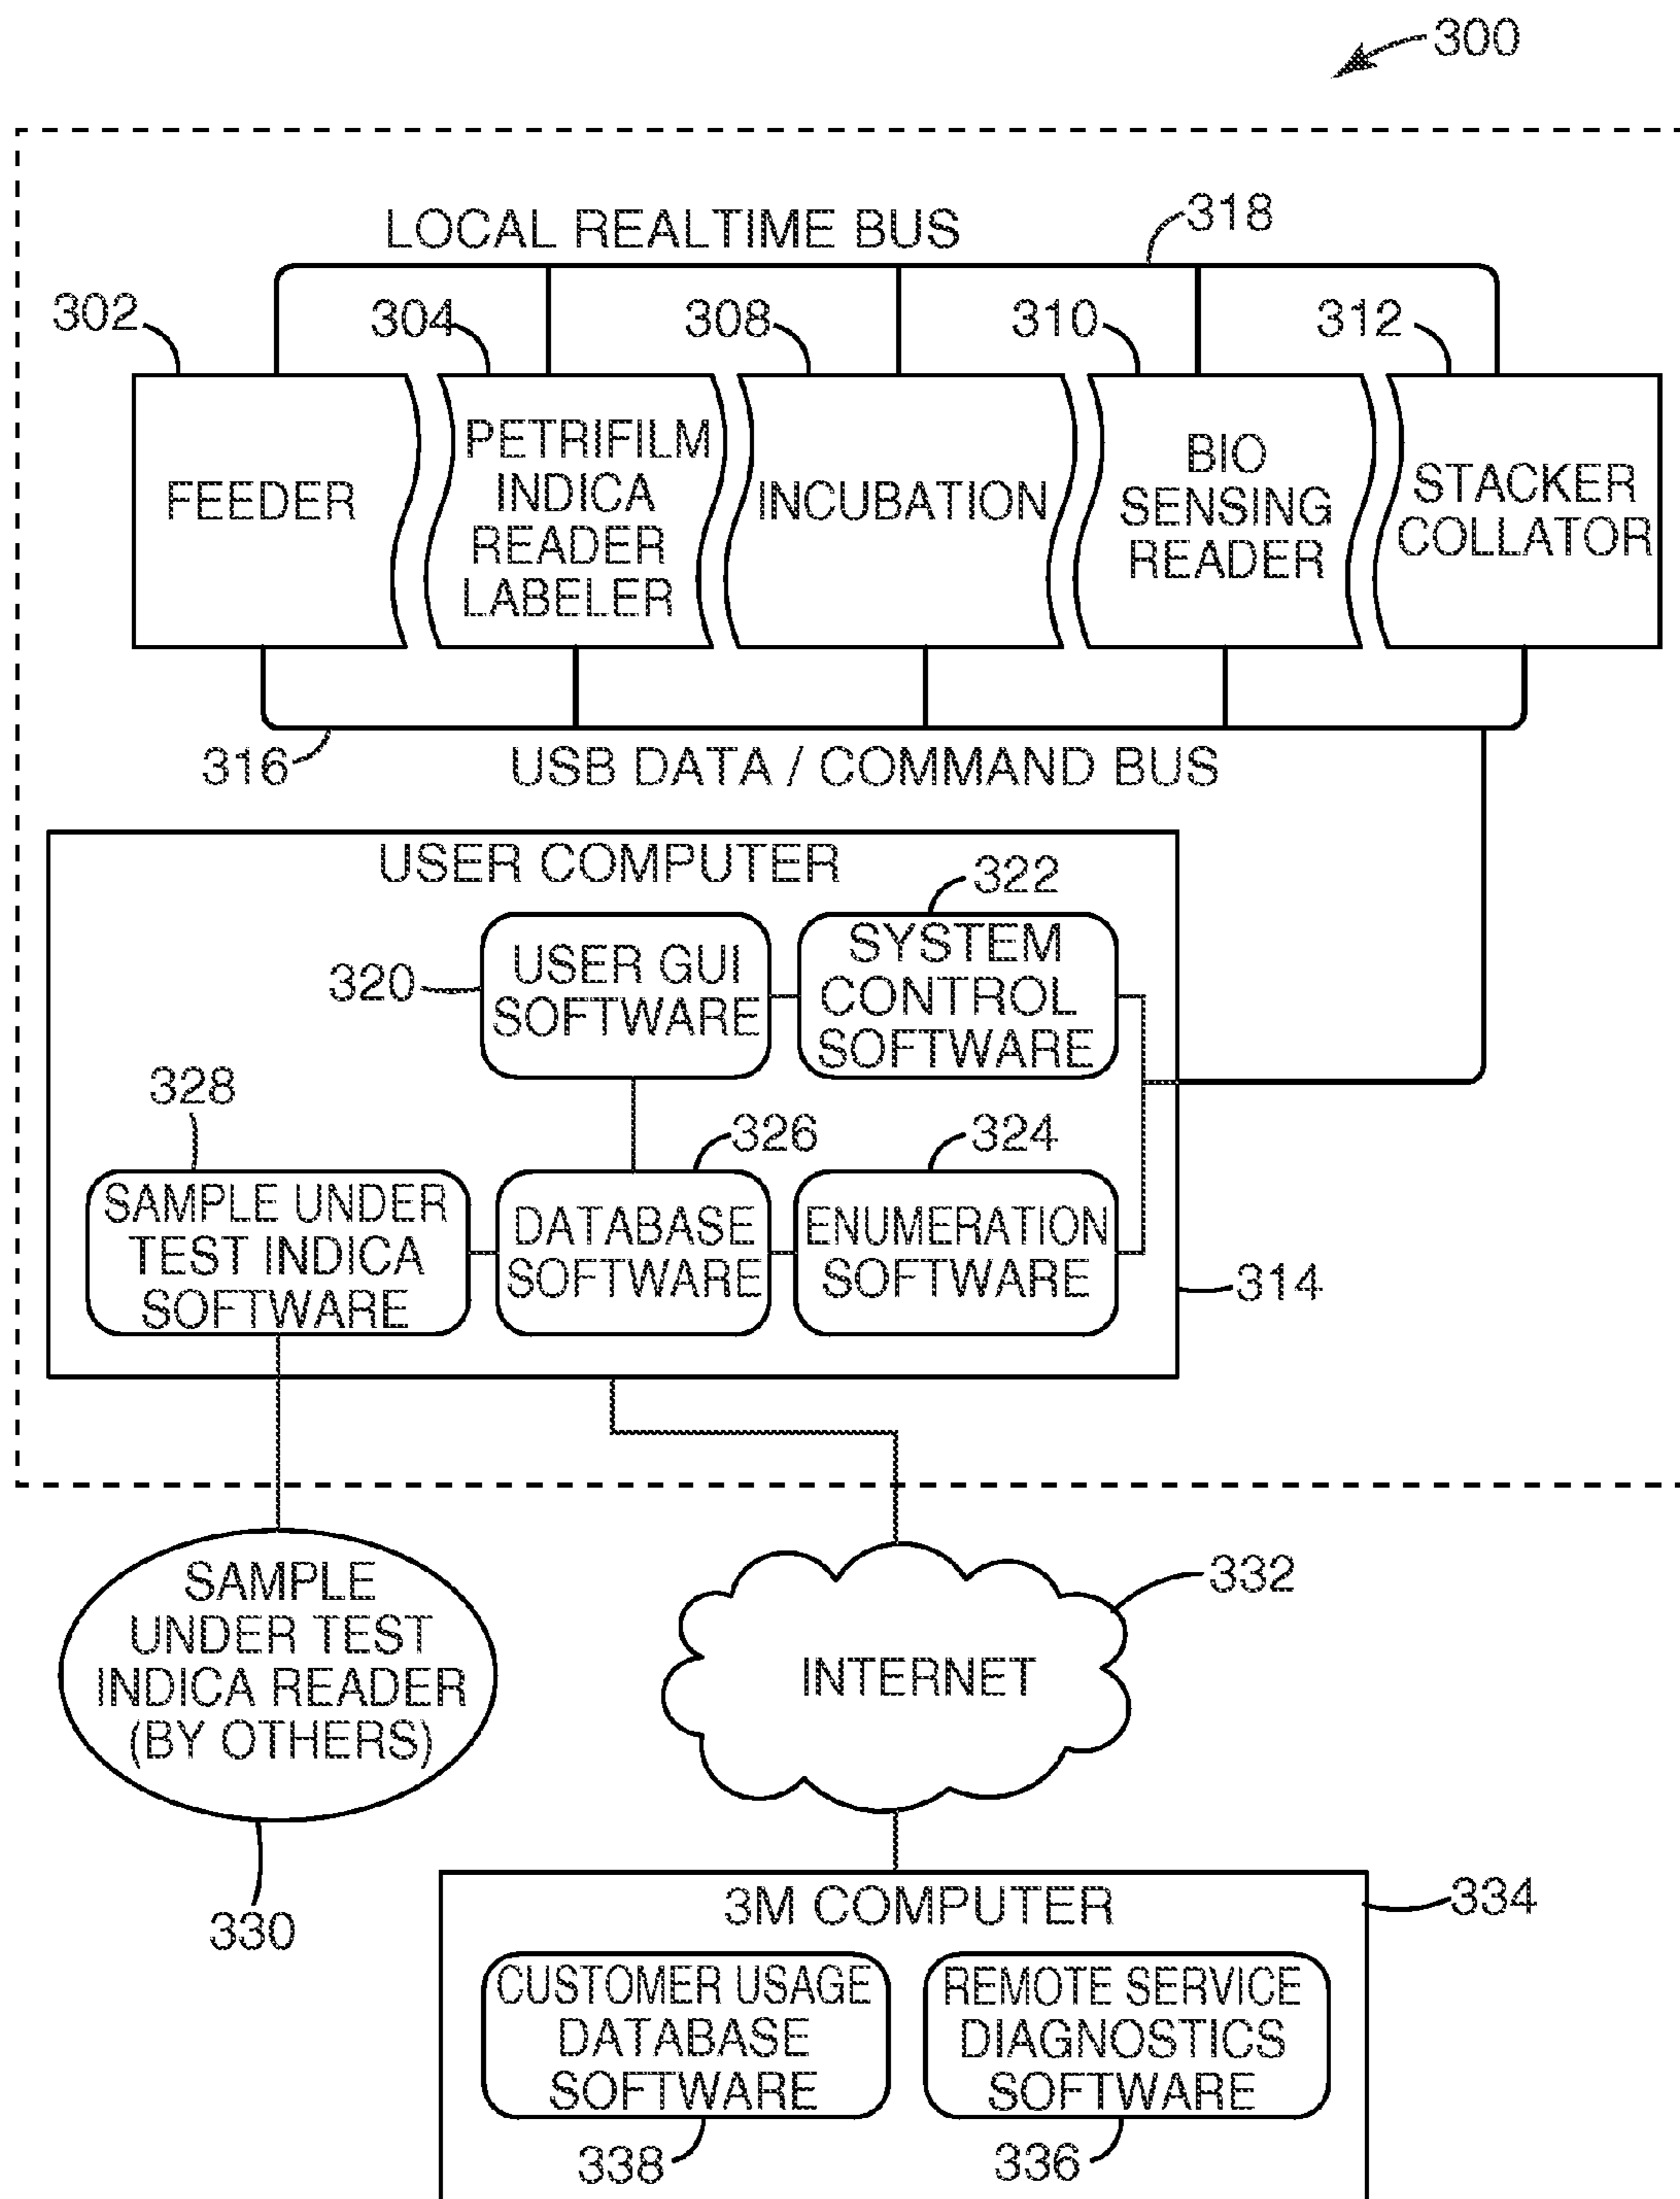 300
LOCAL REALTIME BUS
318
302
304
308
310
312
FEEDER
PETRIFILM
INDICA
READER
LABELER
INCUBATION
BIO
SENSING
READER
STACKER
COLLATOR
316
USB DATA / COMMAND BUS
USER COMPUTER
322
320
USER GUI
SOFTWARE
SYSTEM
CONTROL
SOFTWARE
328
326
324
SAMPLE UNDER
TEST INDICA
SOFTWARE
DATABASE
SOFTWARE
ENUMERATION
SOFTWARE
314
SAMPLE
UNDER TEST
INDICA READER
(BY OTHERS)
332
INTERNET
330
3M COMPUTER
334
CUSTOMER USAGE
DATABASE
SOFTWARE
REMOTE SERVICE
DIAGNOSTICS
SOFTWARE
338
336